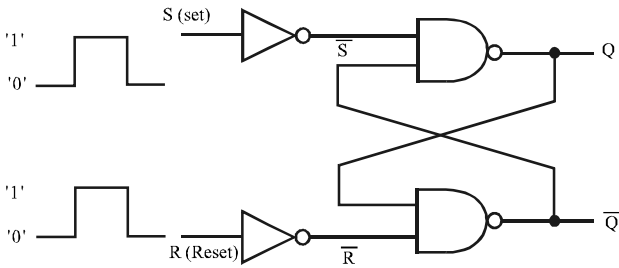 S (set)
'1'
'0'
S̅
Q
'1'
'0'
R (Reset)
R̅
Q̅